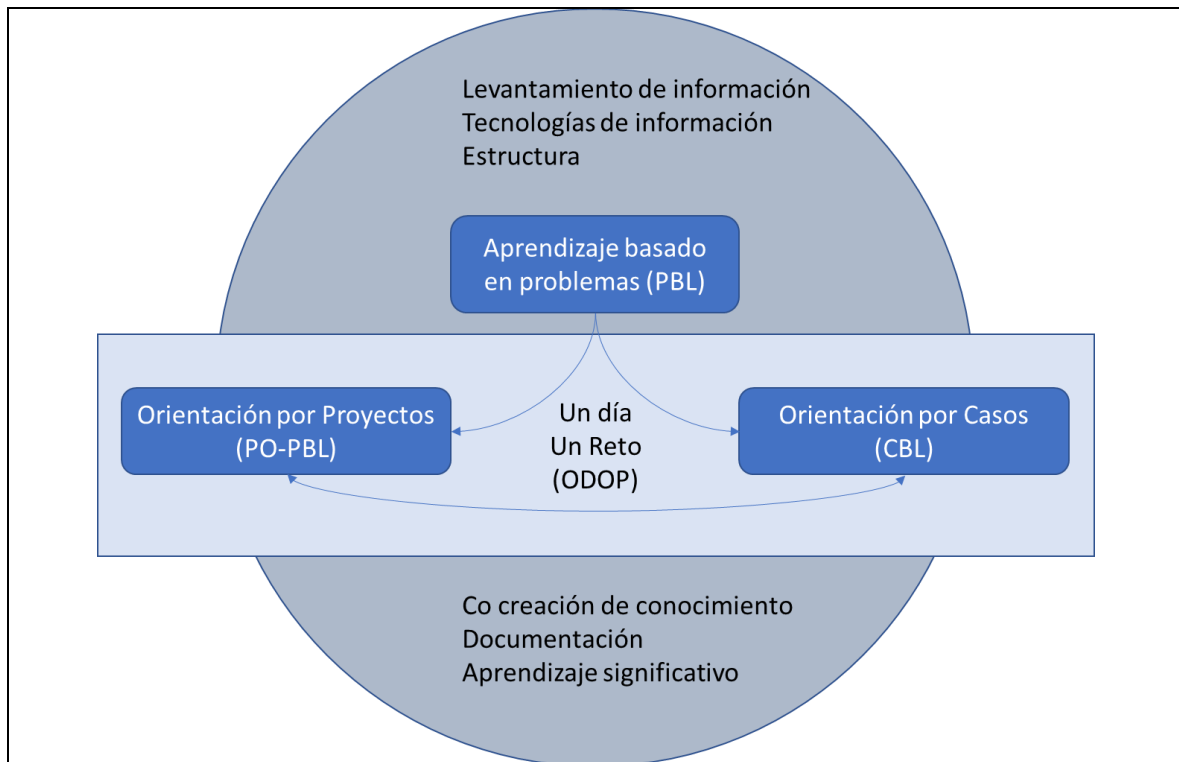 Levantamiento de información
Tecnologías de información
Estructura
Aprendizaje basado
en problemas (PBL)
Orientación por Proyectos
(PO-PBL)
Un día
Un Reto
(ODOP)
Orientación por Casos
(CBL)
Co creación de conocimiento
Documentación
Aprendizaje significativo